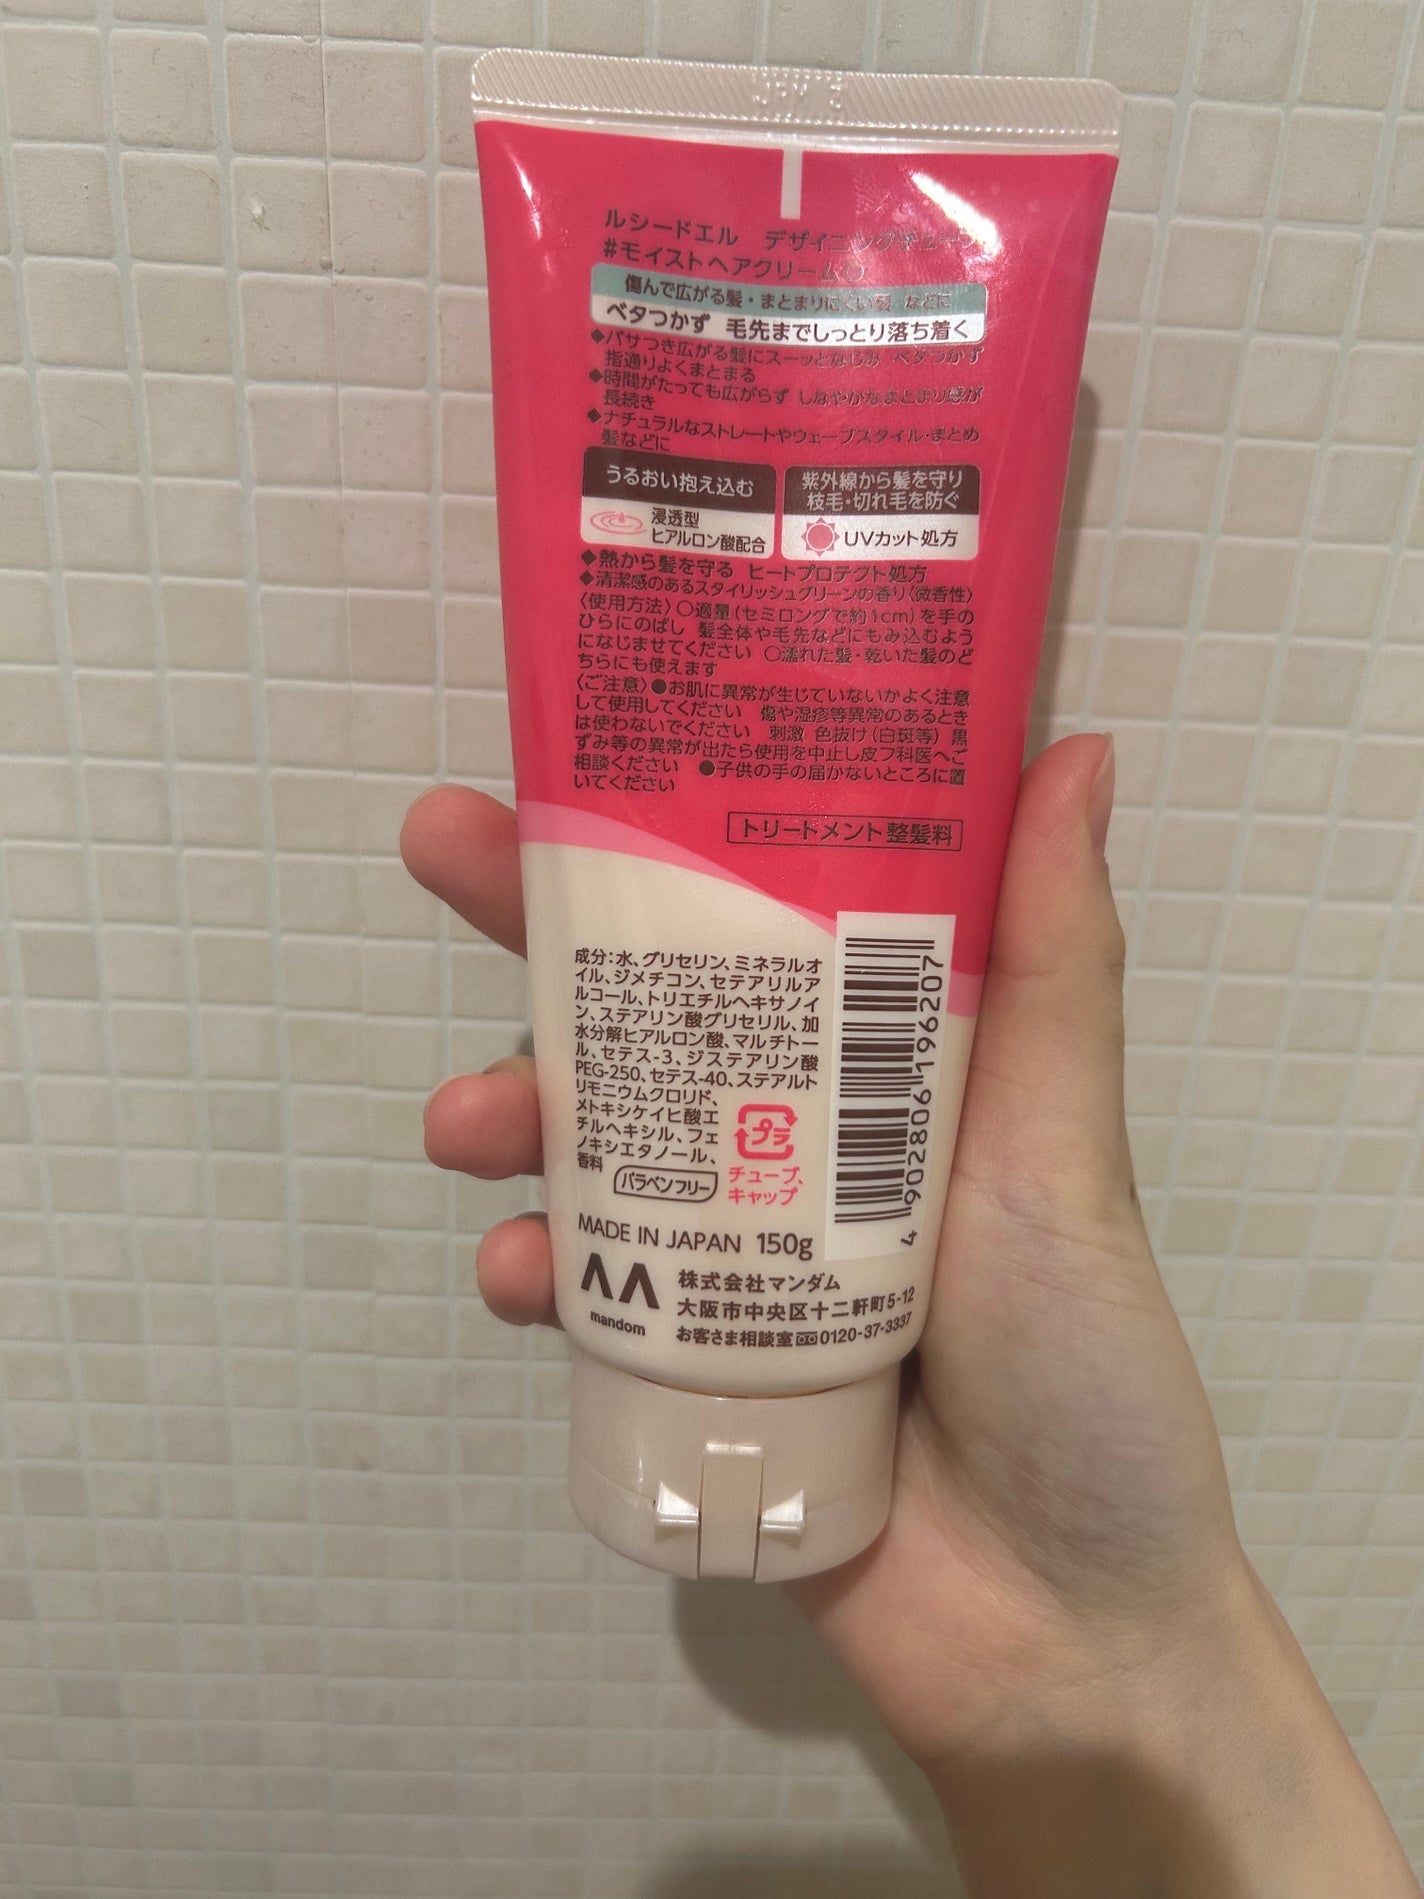 ルシードエル デザイニングチューン
#モイストヘアクリーム
傷んで広がる髪・まとまりにくい髪 などに
ベタつかず 毛先までしっとり落ち着く
◆パサつき広がる髪にスーッとなじみ ベタつかず
指通りよくまとまる
◆時間がたっても広がらず しなやかなまとまり感が
長続き
◆ナチュラルなストレートやウェーブスタイル・まとめ
髪などに
うるおい抱え込む
浸透型
ヒアルロン酸配合
紫外線から髪を守り
枝毛・切れ毛を防ぐ
UVカット処方
◆熱から髪を守る ヒートプロテクト処方
◆清潔感のあるスタイリッシュグリーンの香り〈微香性〉
〈使用方法〉○適量(セミロングで約1cm)を手の
ひらにのばし 髪全体や毛先などにもみ込むよう
になじませてください ○濡れた髪・乾いた髪のど
ちらにも使えます
〈ご注意〉●お肌に異常が生じていないかよく注意
して使用してください 傷や湿疹等異常のあるとき
は使わないでください 刺激 色抜け(白斑等) 黒
ずみ等の異常が出たら使用を中止し皮フ科医へご
相談ください ●子供の手の届かないところに置
いてください
トリートメント整髪料
成分:水、グリセリン、ミネラルオ
イル、ジメチコン、セテアリルア
ルコール、トリエチルヘキサノイ
ン、ステアリン酸グリセリル、加
水分解ヒアルロン酸、マルチトー
ル、セテス-3、ジステアリン酸
PEG-250、セテス-40、ステアルト
リモニウムクロリド、
メトキシケイヒ酸エ
チルヘキシル、フェ
ノキシエタノール、
香料
パラベンフリー
プラ
チューブ、
キャップ
4 902806 196207
MADE IN JAPAN 150g
mandom
株式会社マンダム
大阪市中央区十二軒町5-12
お客さま相談室 0120-37-3337